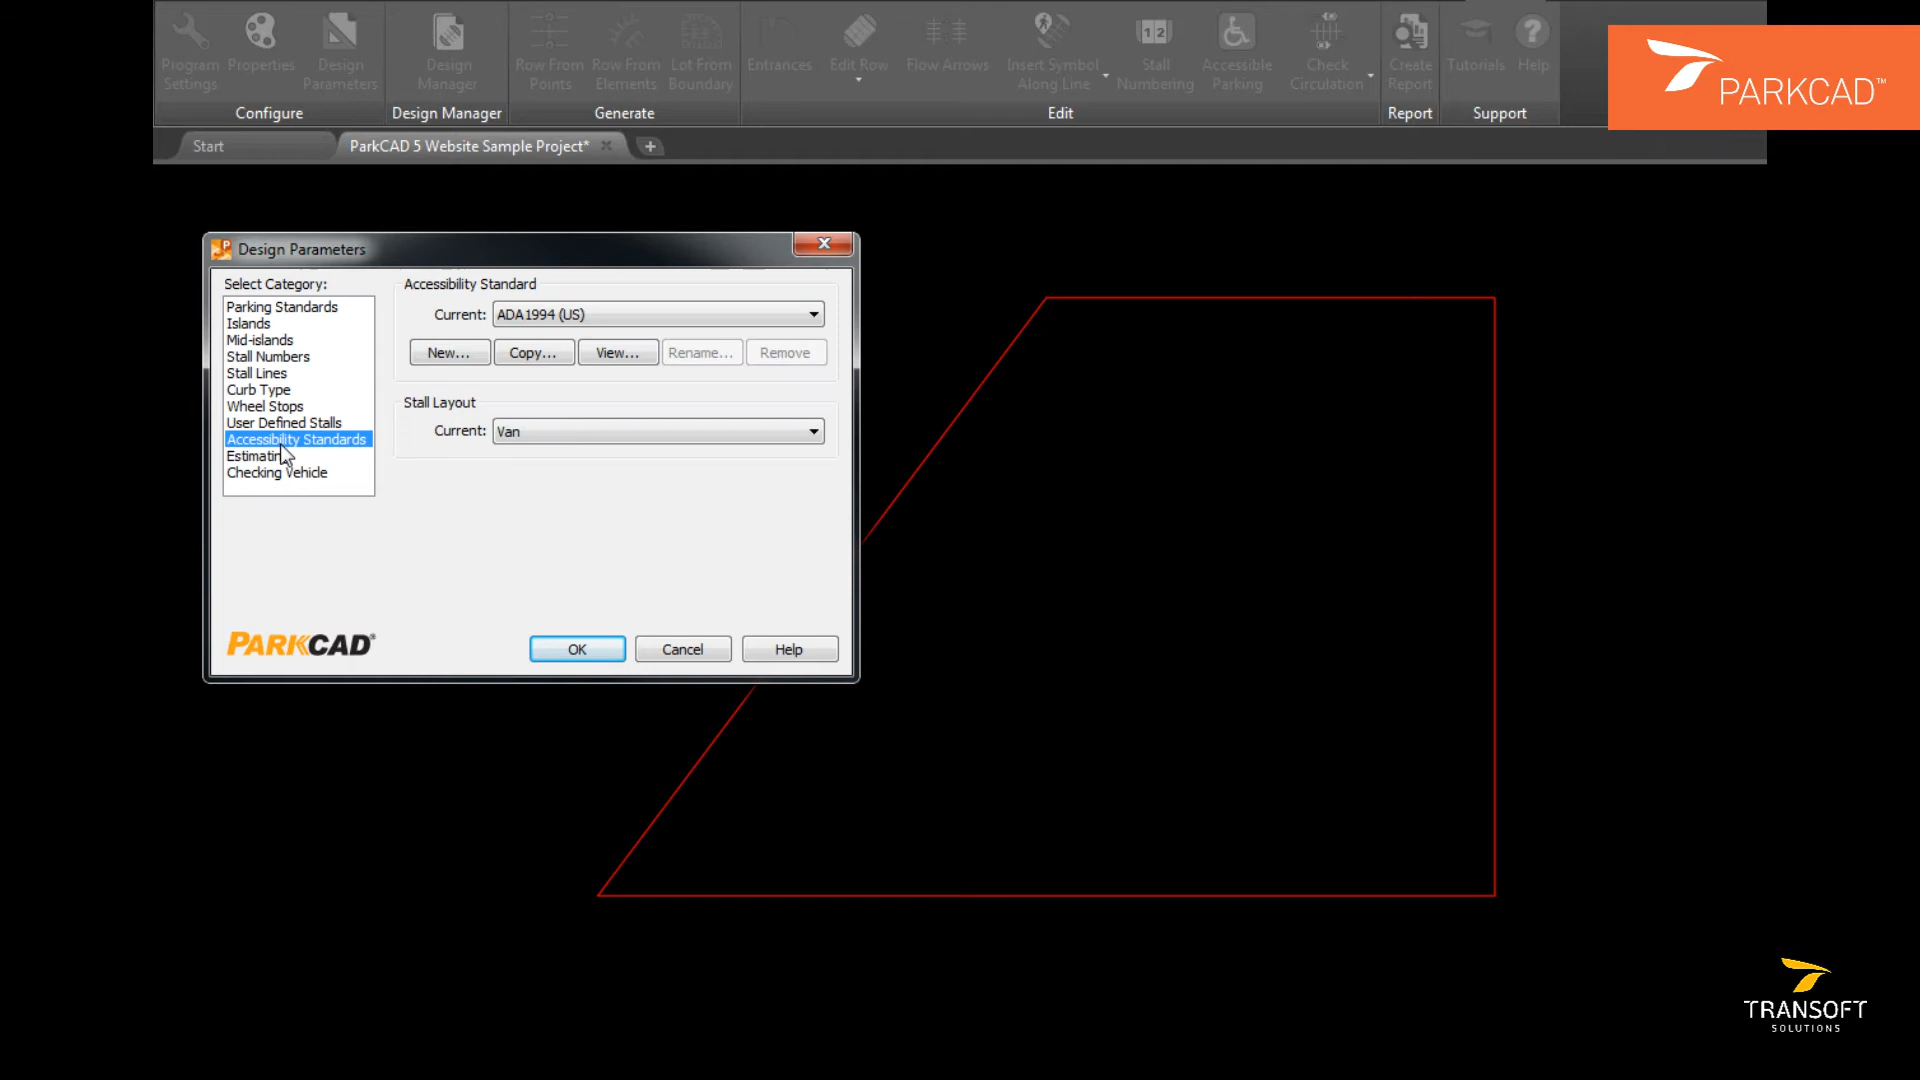 Program Settings
Properties
Design Parameters
Configure
Design Manager
Design Manager
Row From Points
Row From Elements
Lot From Boundary
Generate
Entrances
Edit Row
Flow Arrows
Insert Symbol Along Line
12
Stall Numbering
Accessible Parking
Check Circulation
Edit
Create Report
Report
Tutorials
? Help
Support
PARKCAD™
Start
ParkCAD 5 Website Sample Project*
Design Parameters
Select Category:
Parking Standards
Islands
Mid-islands
Stall Numbers
Stall Lines
Curb Type
Wheel Stops
User Defined Stalls
Accessibility Standards
Estimatin
Checking Vehicle
Accessibility Standard
Current: ADA1994 (US)
New... Copy... View... Rename... Remove
Stall Layout
Current: Van
PARKCAD®
OK Cancel Help
TRANSOFT
SOLUTIONS